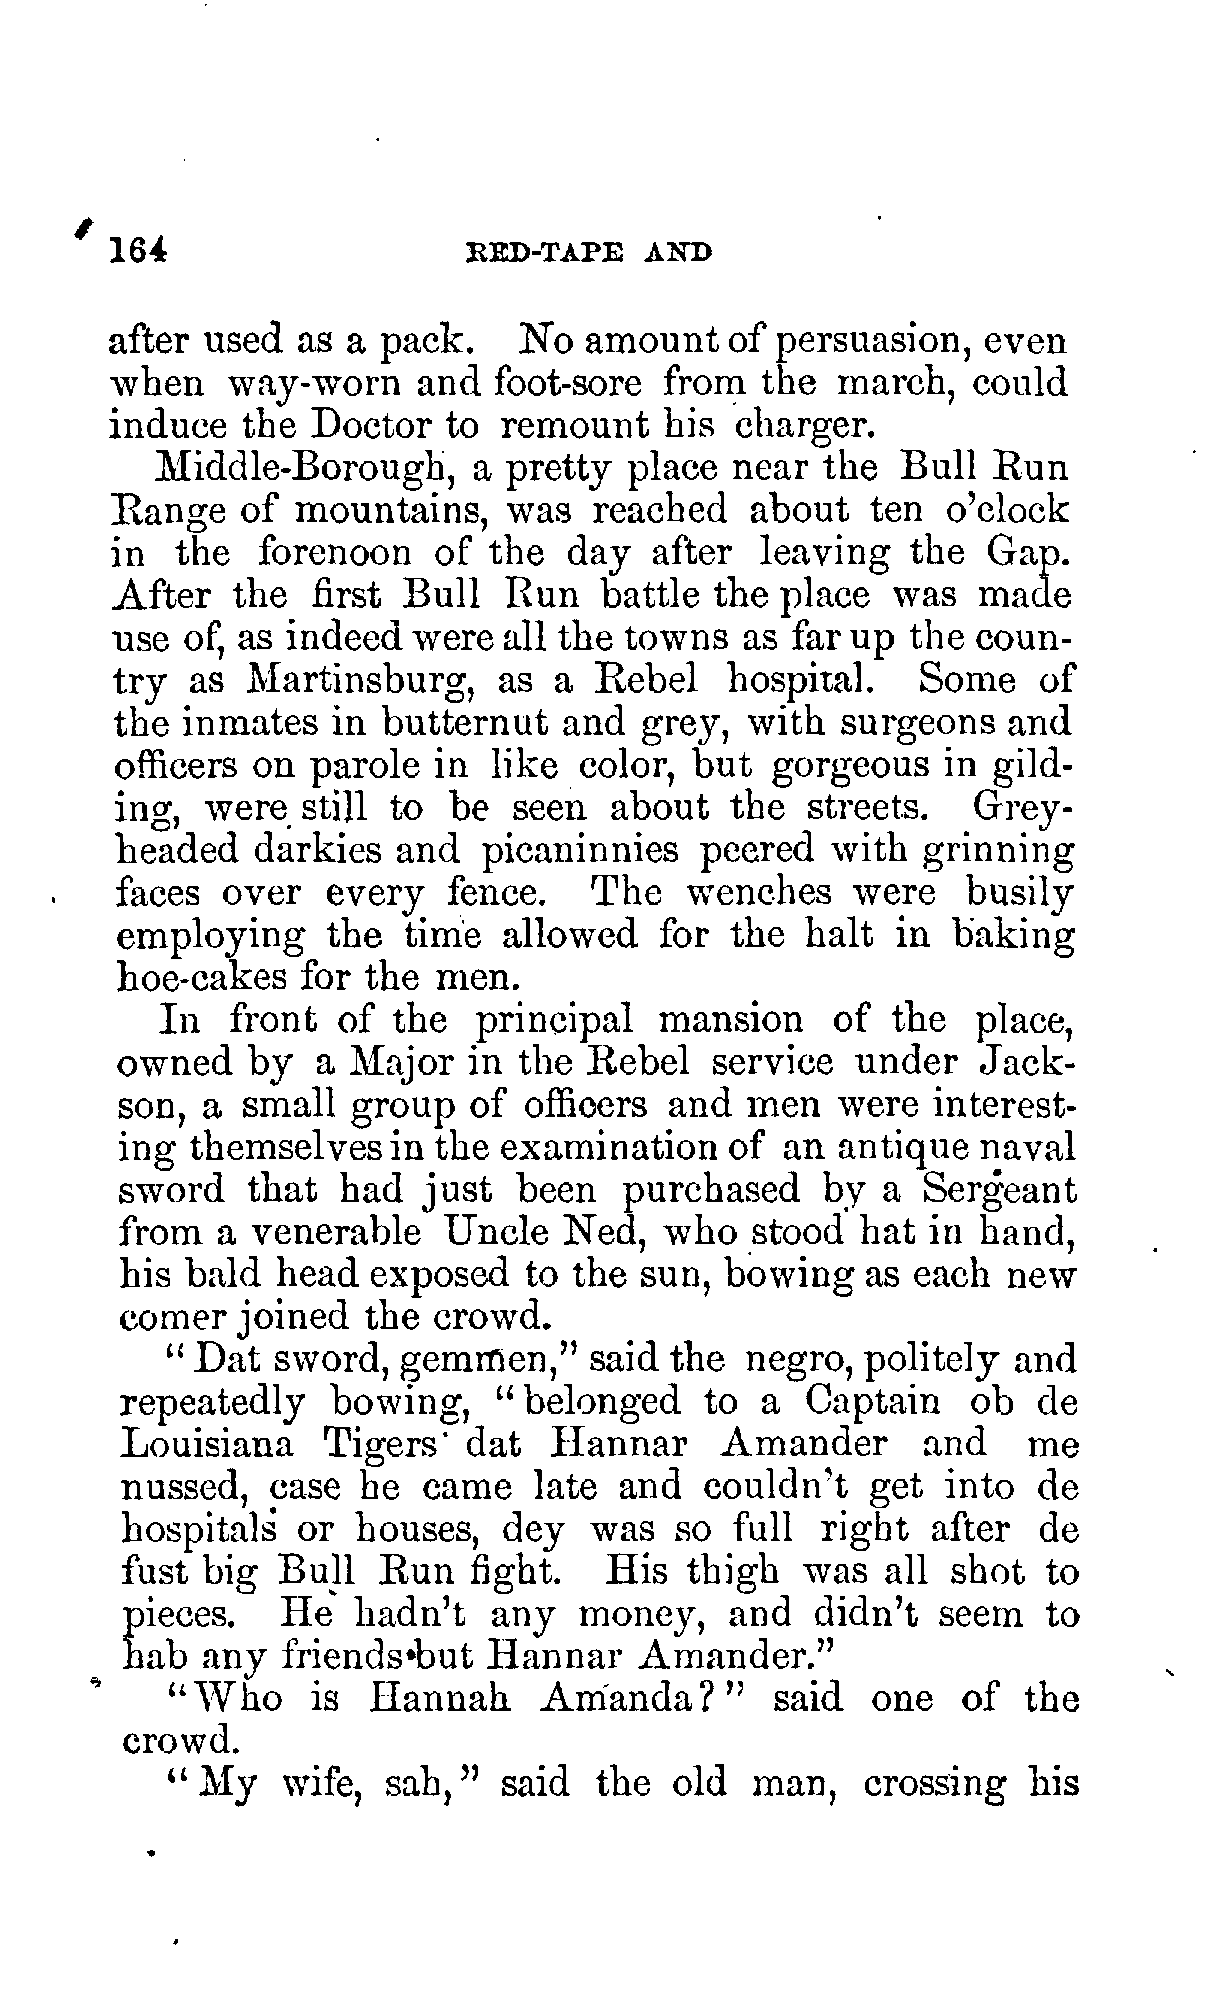 164 RED-TAPE AND
after used as a pack. No amount of persuasion, even
when way-worn and foot-sore from the march, could
induce the Doctor to remount his charger.
Middle-Borough, a pretty place near the Bull Run
Range of mountains, was reached about ten o'clock
in the forenoon of the day after leaving the Gap.
After the first Bull Run battle the place was made
use of, as indeed were all the towns as far up the coun-
try as Martinsburg, as a Rebel hospital. Some of
the inmates in butternut and grey, with surgeons and
officers on parole in like color, but gorgeous in gild-
ing, were still to be seen about the streets. Grey-
headed darkies and picaninnies peered with grinning
faces over every fence. The wenches were busily
employing the time allowed for the halt in baking
hoe-cakes for the men.
In front of the principal mansion of the place,
owned by a Major in the Rebel service under Jack-
son, a small group of officers and men were interest-
ing themselves in the examination of an antique naval
sword that had just been purchased by a Sergeant
from a venerable Uncle Ned, who stood hat in hand,
his bald head exposed to the sun, bowing as each new
comer joined the crowd.
"Dat sword, gemmen," said the negro, politely and
repeatedly bowing, "belonged to a Captain ob de
Louisiana Tigers dat Hannar Amander and me
nussed, case he came late and couldn't get into de
hospitals or houses, dey was so full right after de
fust big Bull Run fight. His thigh was all shot to
pieces. He hadn't any money, and didn't seem to
hab any friends but Hannar Amander."
"Who is Hannah Amanda?" said one of the
crowd.
"My wife, sah," said the old man, crossing his